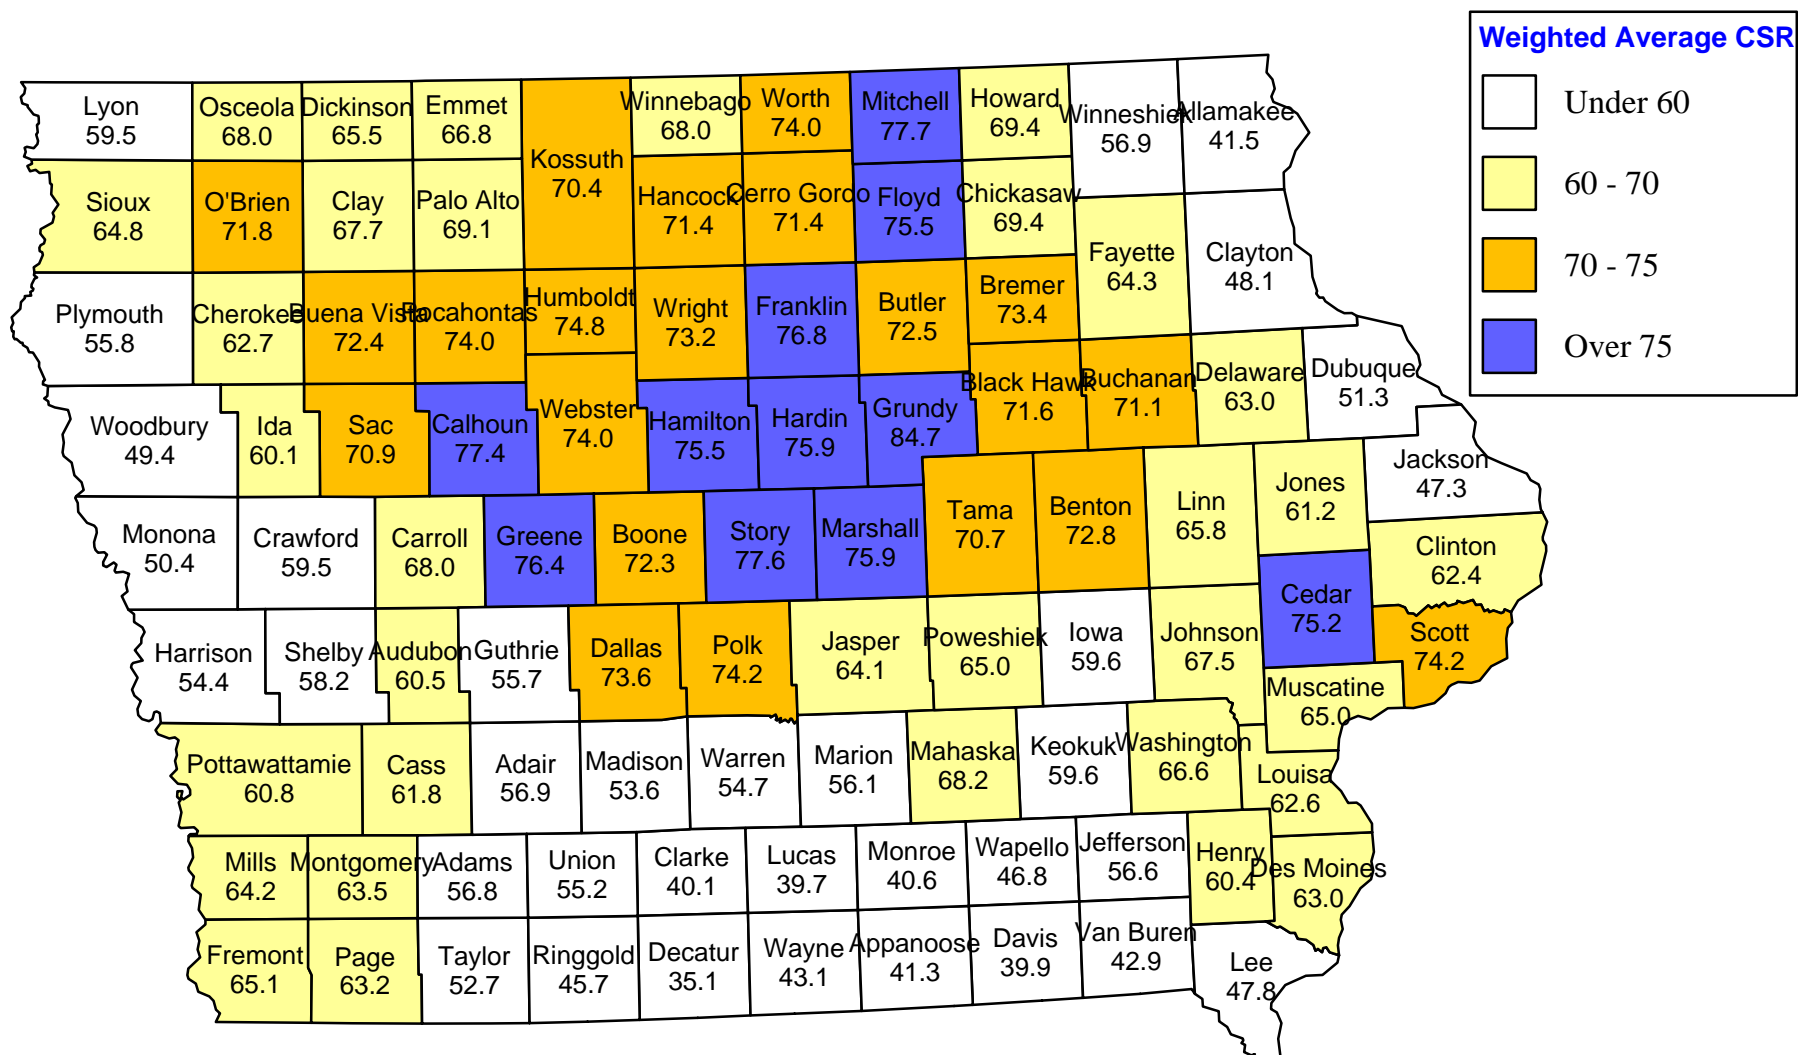 Weighted Average CSR
Under 60
60 - 70
70 - 75
Over 75
Lyon
59.5
Osceola
68.0
Dickinson
65.5
Emmet
66.8
Kossuth
70.4
Winnebago
68.0
Worth
74.0
Mitchell
77.7
Howard
69.4
Winneshiek
56.9
Allamakee
41.5
Sioux
64.8
O'Brien
71.8
Clay
67.7
Palo Alto
69.1
Hancock
71.4
Cerro Gordo
71.4
Floyd
75.5
Chickasaw
69.4
Fayette
64.3
Clayton
48.1
Plymouth
55.8
Cherokee
62.7
Buena Vista
72.4
Pocahontas
74.0
Humboldt
74.8
Wright
73.2
Franklin
76.8
Butler
72.5
Bremer
73.4
Black Hawk
71.6
Buchanan
71.1
Delaware
63.0
Dubuque
51.3
Woodbury
49.4
Ida
60.1
Sac
70.9
Calhoun
77.4
Webster
74.0
Hamilton
75.5
Hardin
75.9
Grundy
84.7
Jackson
47.3
Monona
50.4
Crawford
59.5
Carroll
68.0
Greene
76.4
Boone
72.3
Story
77.6
Marshall
75.9
Tama
70.7
Benton
72.8
Linn
65.8
Jones
61.2
Clinton
62.4
Cedar
75.2
Scott
74.2
Harrison
54.4
Shelby
58.2
Audubon
60.5
Guthrie
55.7
Dallas
73.6
Polk
74.2
Jasper
64.1
Poweshiek
65.0
Iowa
59.6
Johnson
67.5
Muscatine
65.0
Pottawattamie
60.8
Cass
61.8
Adair
56.9
Madison
53.6
Warren
54.7
Marion
56.1
Mahaska
68.2
Keokuk
59.6
Washington
66.6
Louisa
62.6
Mills
64.2
Montgomery
63.5
Adams
56.8
Union
55.2
Clarke
40.1
Lucas
39.7
Monroe
40.6
Wapello
46.8
Jefferson
56.6
Henry
60.4
Des Moines
63.0
Fremont
65.1
Page
63.2
Taylor
52.7
Ringgold
45.7
Decatur
35.1
Wayne
43.1
Appanoose
41.3
Davis
39.9
Van Buren
42.9
Lee
47.8